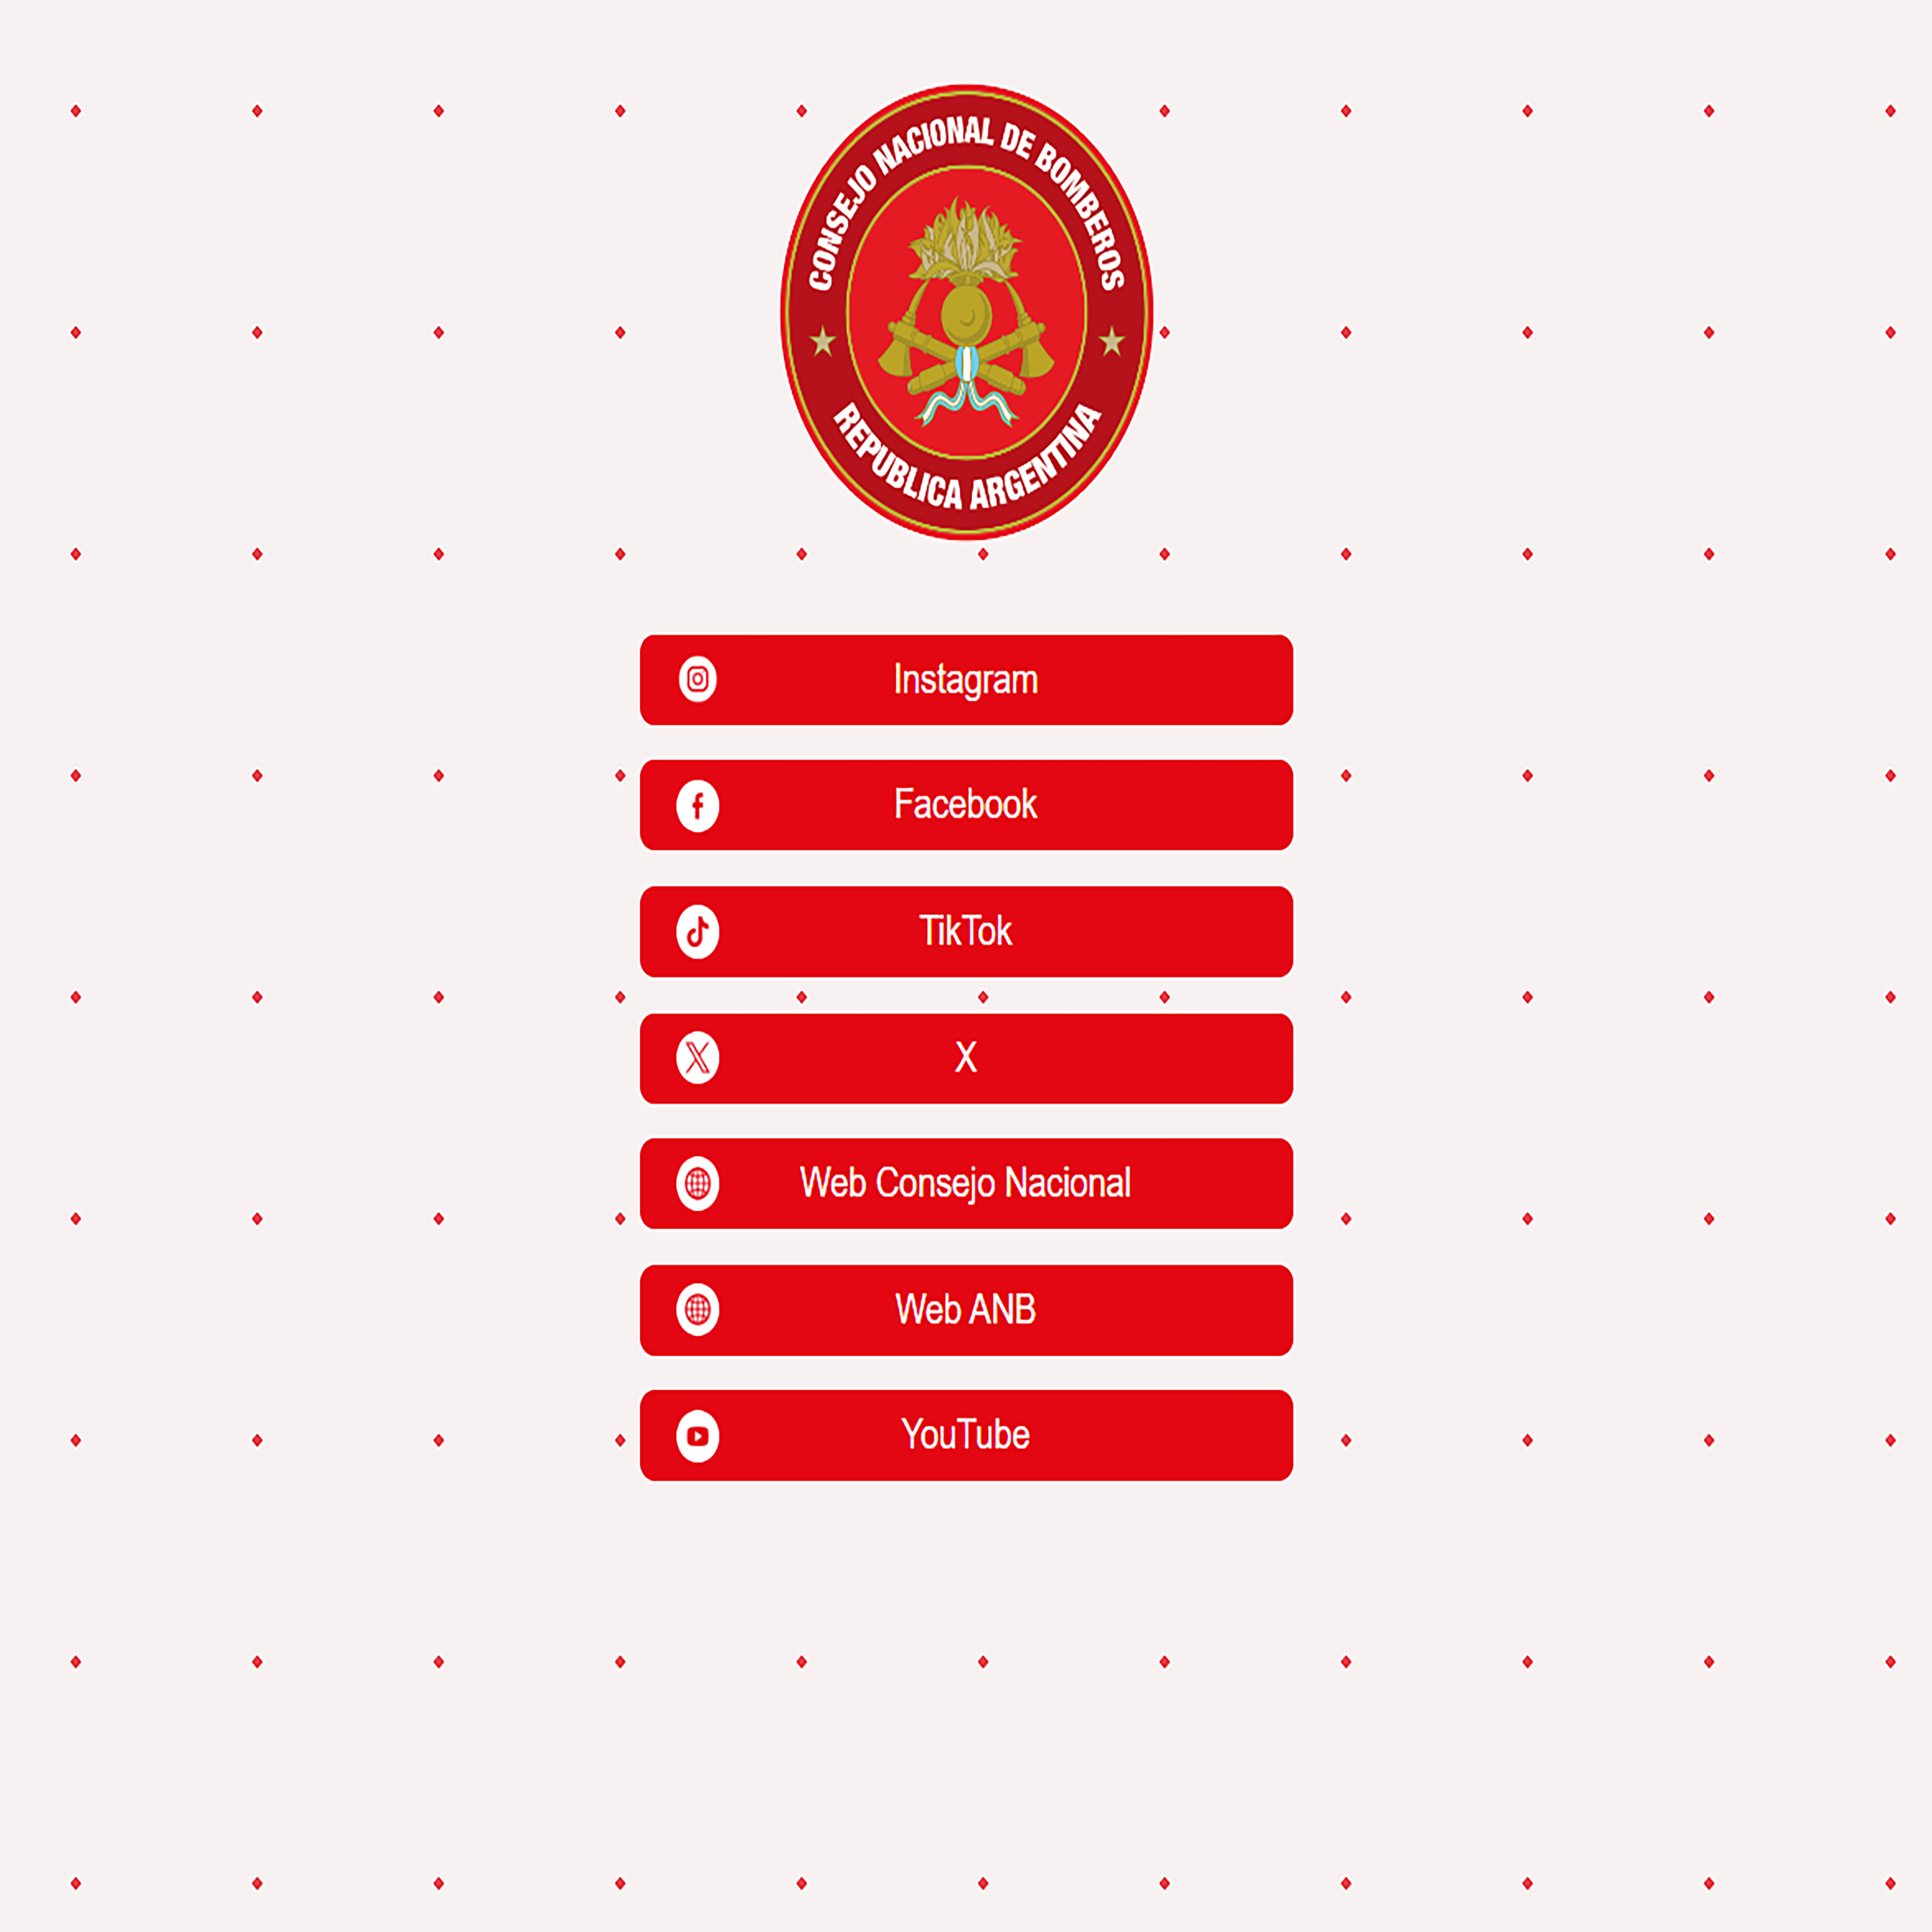 CONSEJO NACIONAL DE BOMBEROS
REPUBLICA ARGENTINA
Instagram
Facebook
TikTok
X
Web Consejo Nacional
Web ANB
YouTube